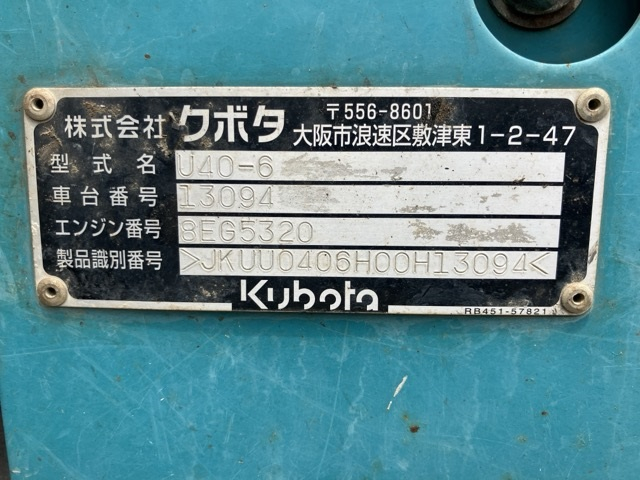 株式会社 クボタ 〒556-8601
大阪市浪速区敷津東1-2-47
型式名 U40-6
車台番号 13094
エンジン番号 8EG5320
製品識別番号 >JKUU0406H00H13094<
Kubota
RB451-57821